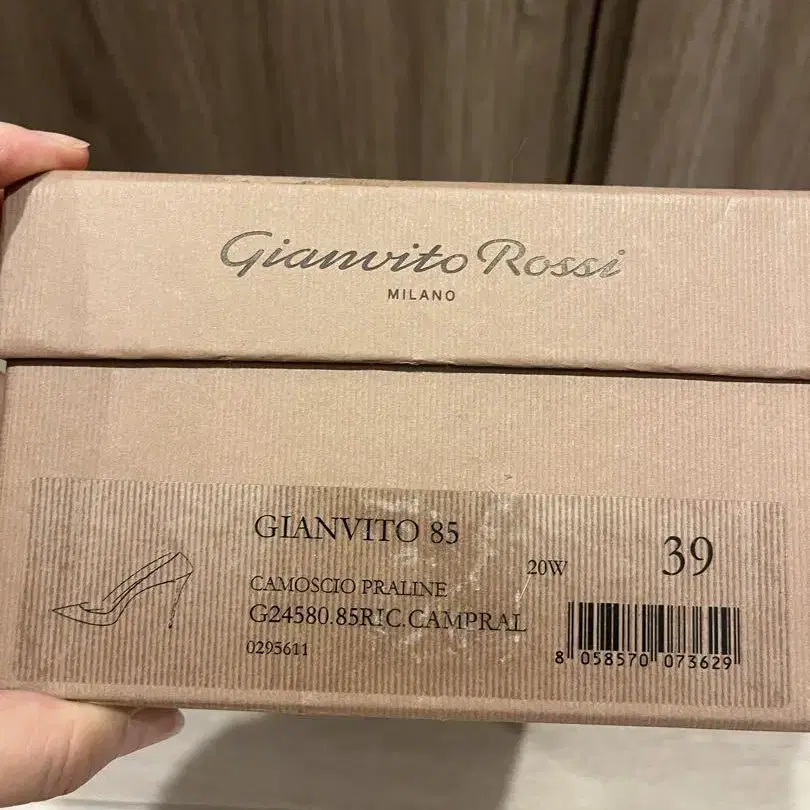 Gianvito Rossi
MILANO
GIANVITO 85
20W
39
CAMOSCIO PRALINE
G24580.85RIC.CAMPRAL
0295611
8 058570 073629